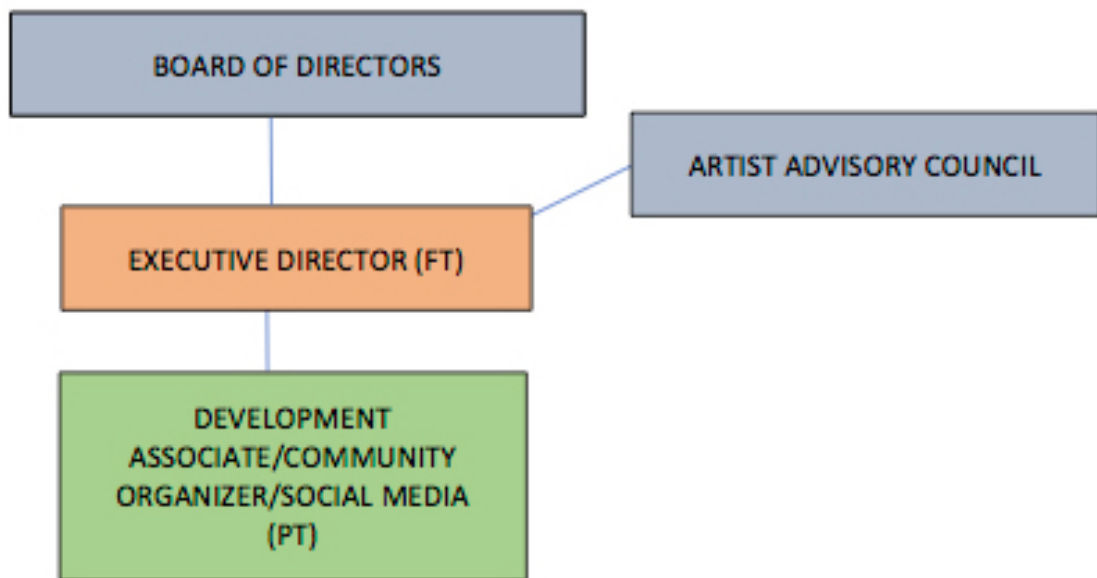 BOARD OF DIRECTORS
ARTIST ADVISORY COUNCIL
EXECUTIVE DIRECTOR (FT)
DEVELOPMENT
ASSOCIATE/COMMUNITY
ORGANIZER/SOCIAL MEDIA
(PT)